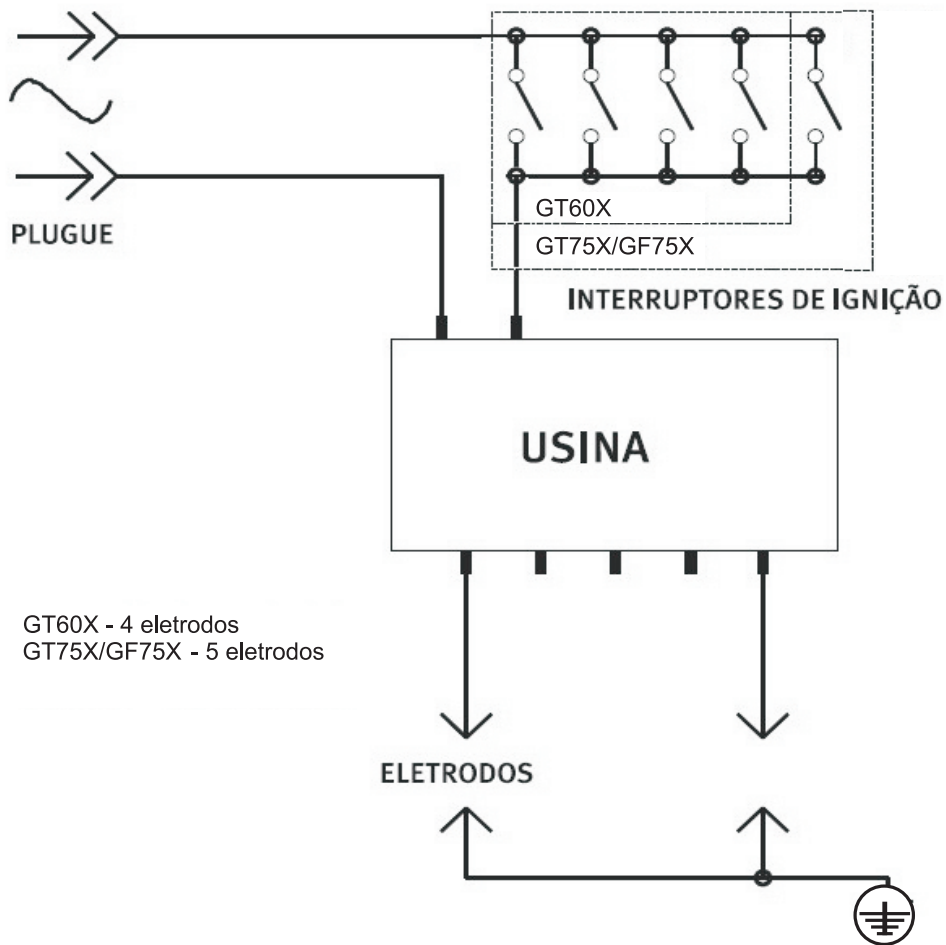 GT60X
PLUGUE
GT75X/GF75X
INTERRUPTORES DE IGNIÇÃO
USINA
GT60X - 4 eletrodos
GT75X/GF75X - 5 eletrodos
ELETRODOS